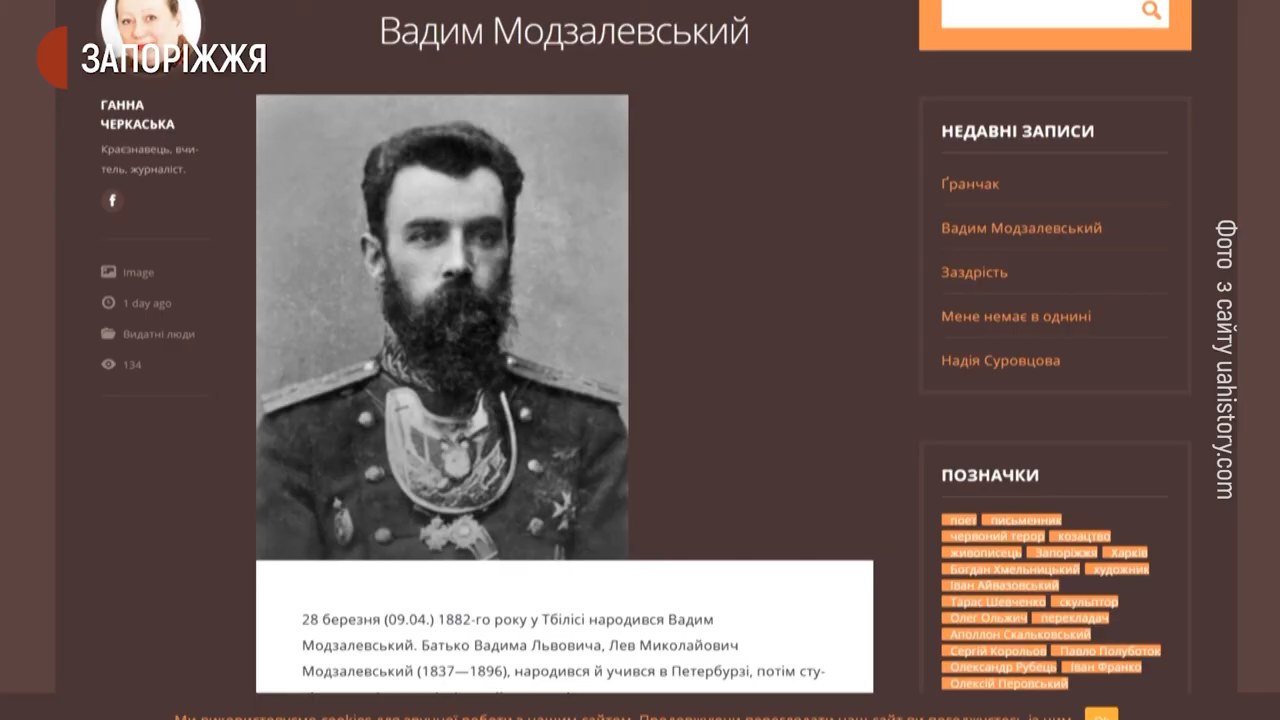 ЗАПОРІЖЖЯ
Вадим Модзалевський
ГАННА
ЧЕРКАСЬКА
Краєзнавець, вчи-
тель, журналіст.
Image
1 day ago
Видатні люди
134
28 березня (09.04.) 1882-го року у Тбілісі народився Вадим
Модзалевський. Батько Вадима Львовича, Лев Миколайович
Модзалевський (1837—1896), народився й учився в Петербурзі, потім сту-
НЕДАВНІ ЗАПИСИ
Ґранчак
Вадим Модзалевський
Заздрість
Мене немає в однині
Надія Суровцова
ПОЗНАЧКИ
поет письменник
червоний терор козацтво
живописець Запоріжжя Харків
Богдан Хмельницький художник
Іван Айвазовський
Тарас Шевченко скульптор
Олег Ольжич перекладач
Аполлон Скальковський
Сергій Корольов Павло Полуботок
Олександр Рубець Іван Франко
Олексій Перовський
Фото з сайту uahistory.com